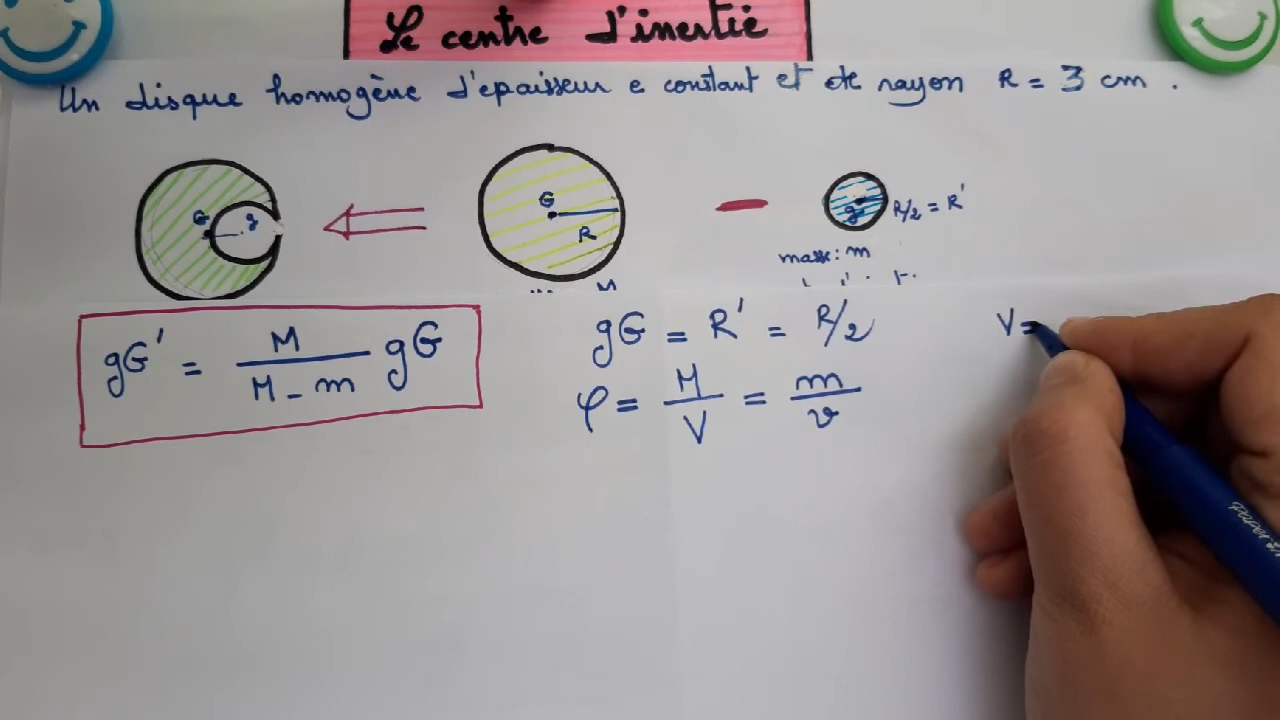 Le centre d'inertie
Un disque homogène d'epaisseur e constant et de rayon R = 3 cm .
G g
G
R
g R/2 = R'
masse: m
M
gG' = M / M - m gG
gG = R' = R/2
φ = M / V = m / v
V =